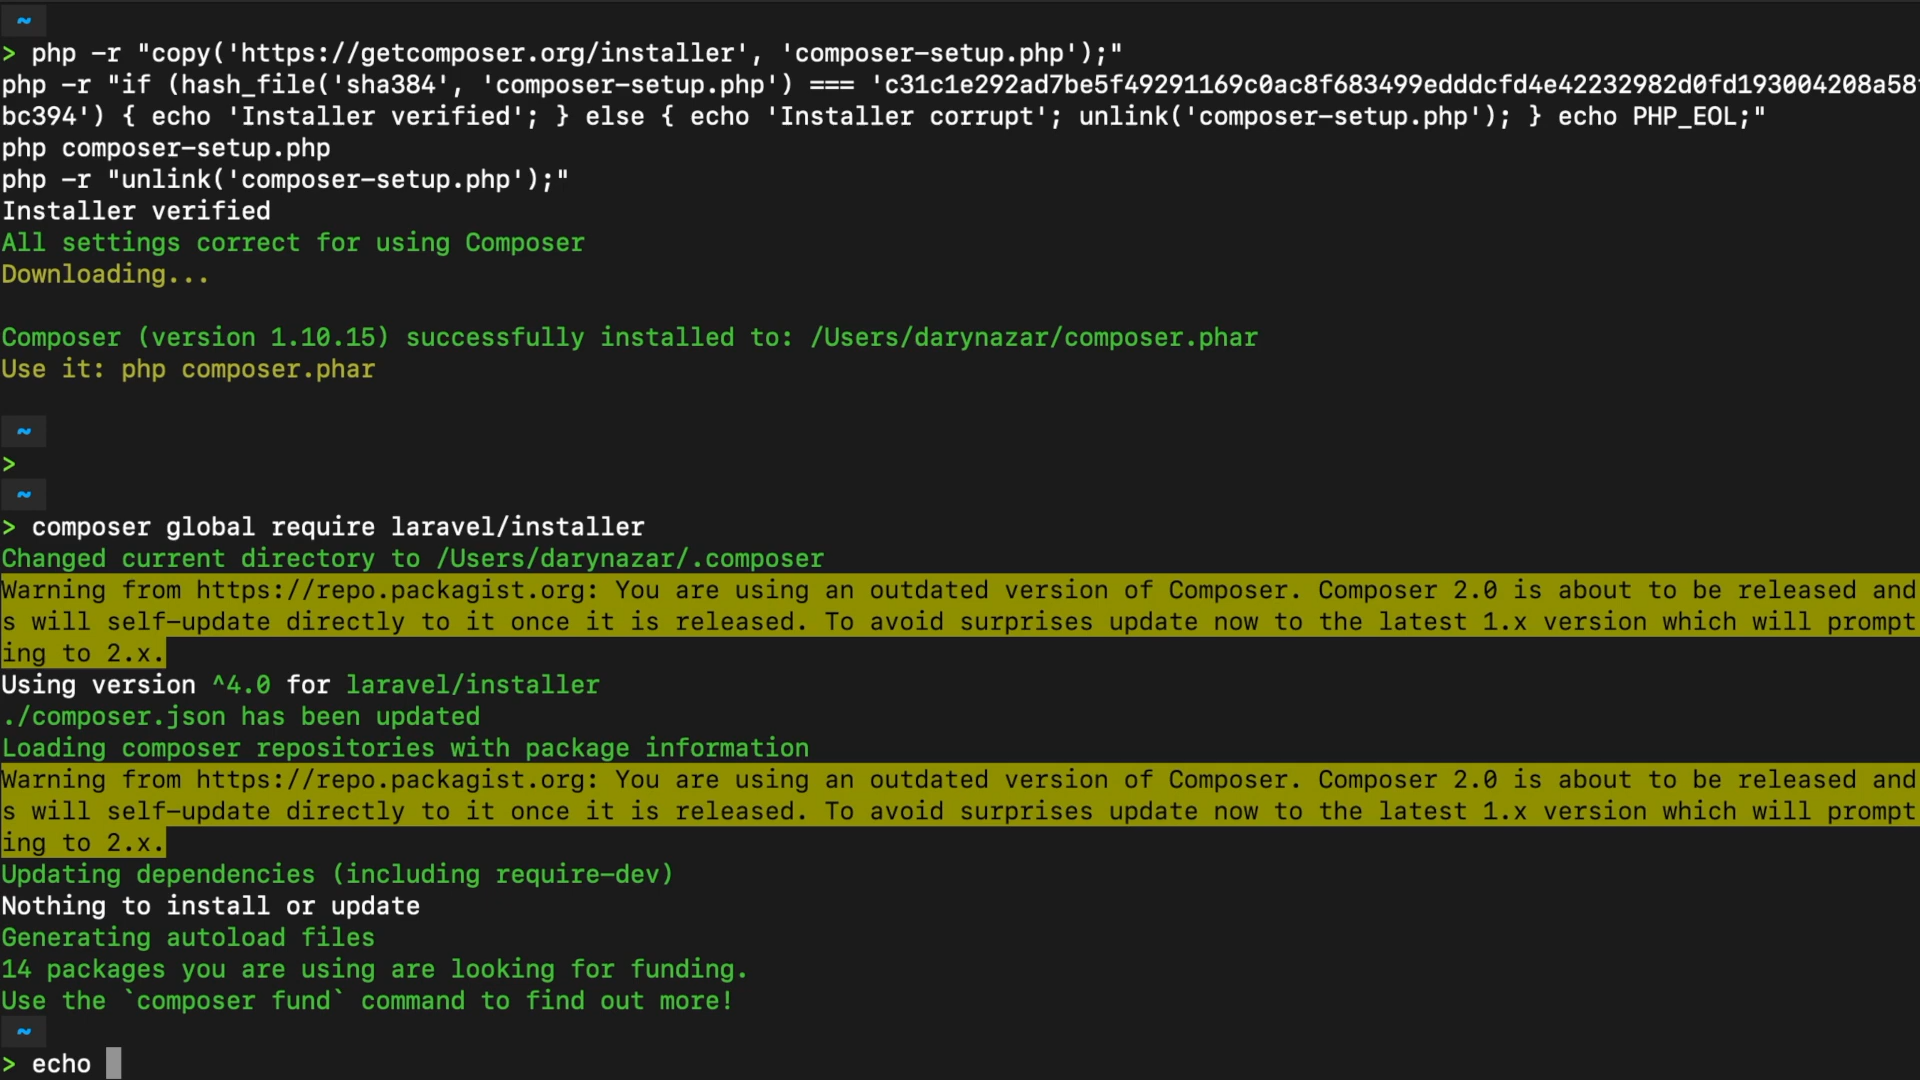 ~
> php -r "copy('https://getcomposer.org/installer', 'composer-setup.php');"
php -r "if (hash_file('sha384', 'composer-setup.php') === 'c31c1e292ad7be5f49291169c0ac8f683499edddcfd4e42232982d0fd193004208a58
bc394') { echo 'Installer verified'; } else { echo 'Installer corrupt'; unlink('composer-setup.php'); } echo PHP_EOL;"
php composer-setup.php
php -r "unlink('composer-setup.php');"
Installer verified
All settings correct for using Composer
Downloading...
Composer (version 1.10.15) successfully installed to: /Users/darynazar/composer.phar
Use it: php composer.phar
~
>
~
> composer global require laravel/installer
Changed current directory to /Users/darynazar/.composer
Warning from https://repo.packagist.org: You are using an outdated version of Composer. Composer 2.0 is about to be released and
s will self-update directly to it once it is released. To avoid surprises update now to the latest 1.x version which will prompt
ing to 2.x.
Using version ^4.0 for laravel/installer
./composer.json has been updated
Loading composer repositories with package information
Warning from https://repo.packagist.org: You are using an outdated version of Composer. Composer 2.0 is about to be released and
s will self-update directly to it once it is released. To avoid surprises update now to the latest 1.x version which will prompt
ing to 2.x.
Updating dependencies (including require-dev)
Nothing to install or update
Generating autoload files
14 packages you are using are looking for funding.
Use the `composer fund` command to find out more!
~
> echo